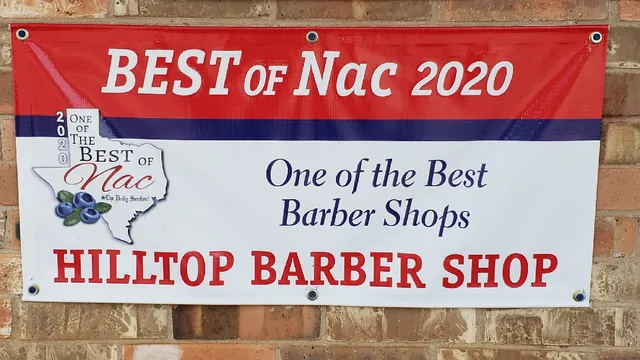 BEST OF Nac 2020
2020
ONE
OF
THE
BEST OF
Nac
The Daily Sentinel
One of the Best
Barber Shops
HILLTOP BARBER SHOP